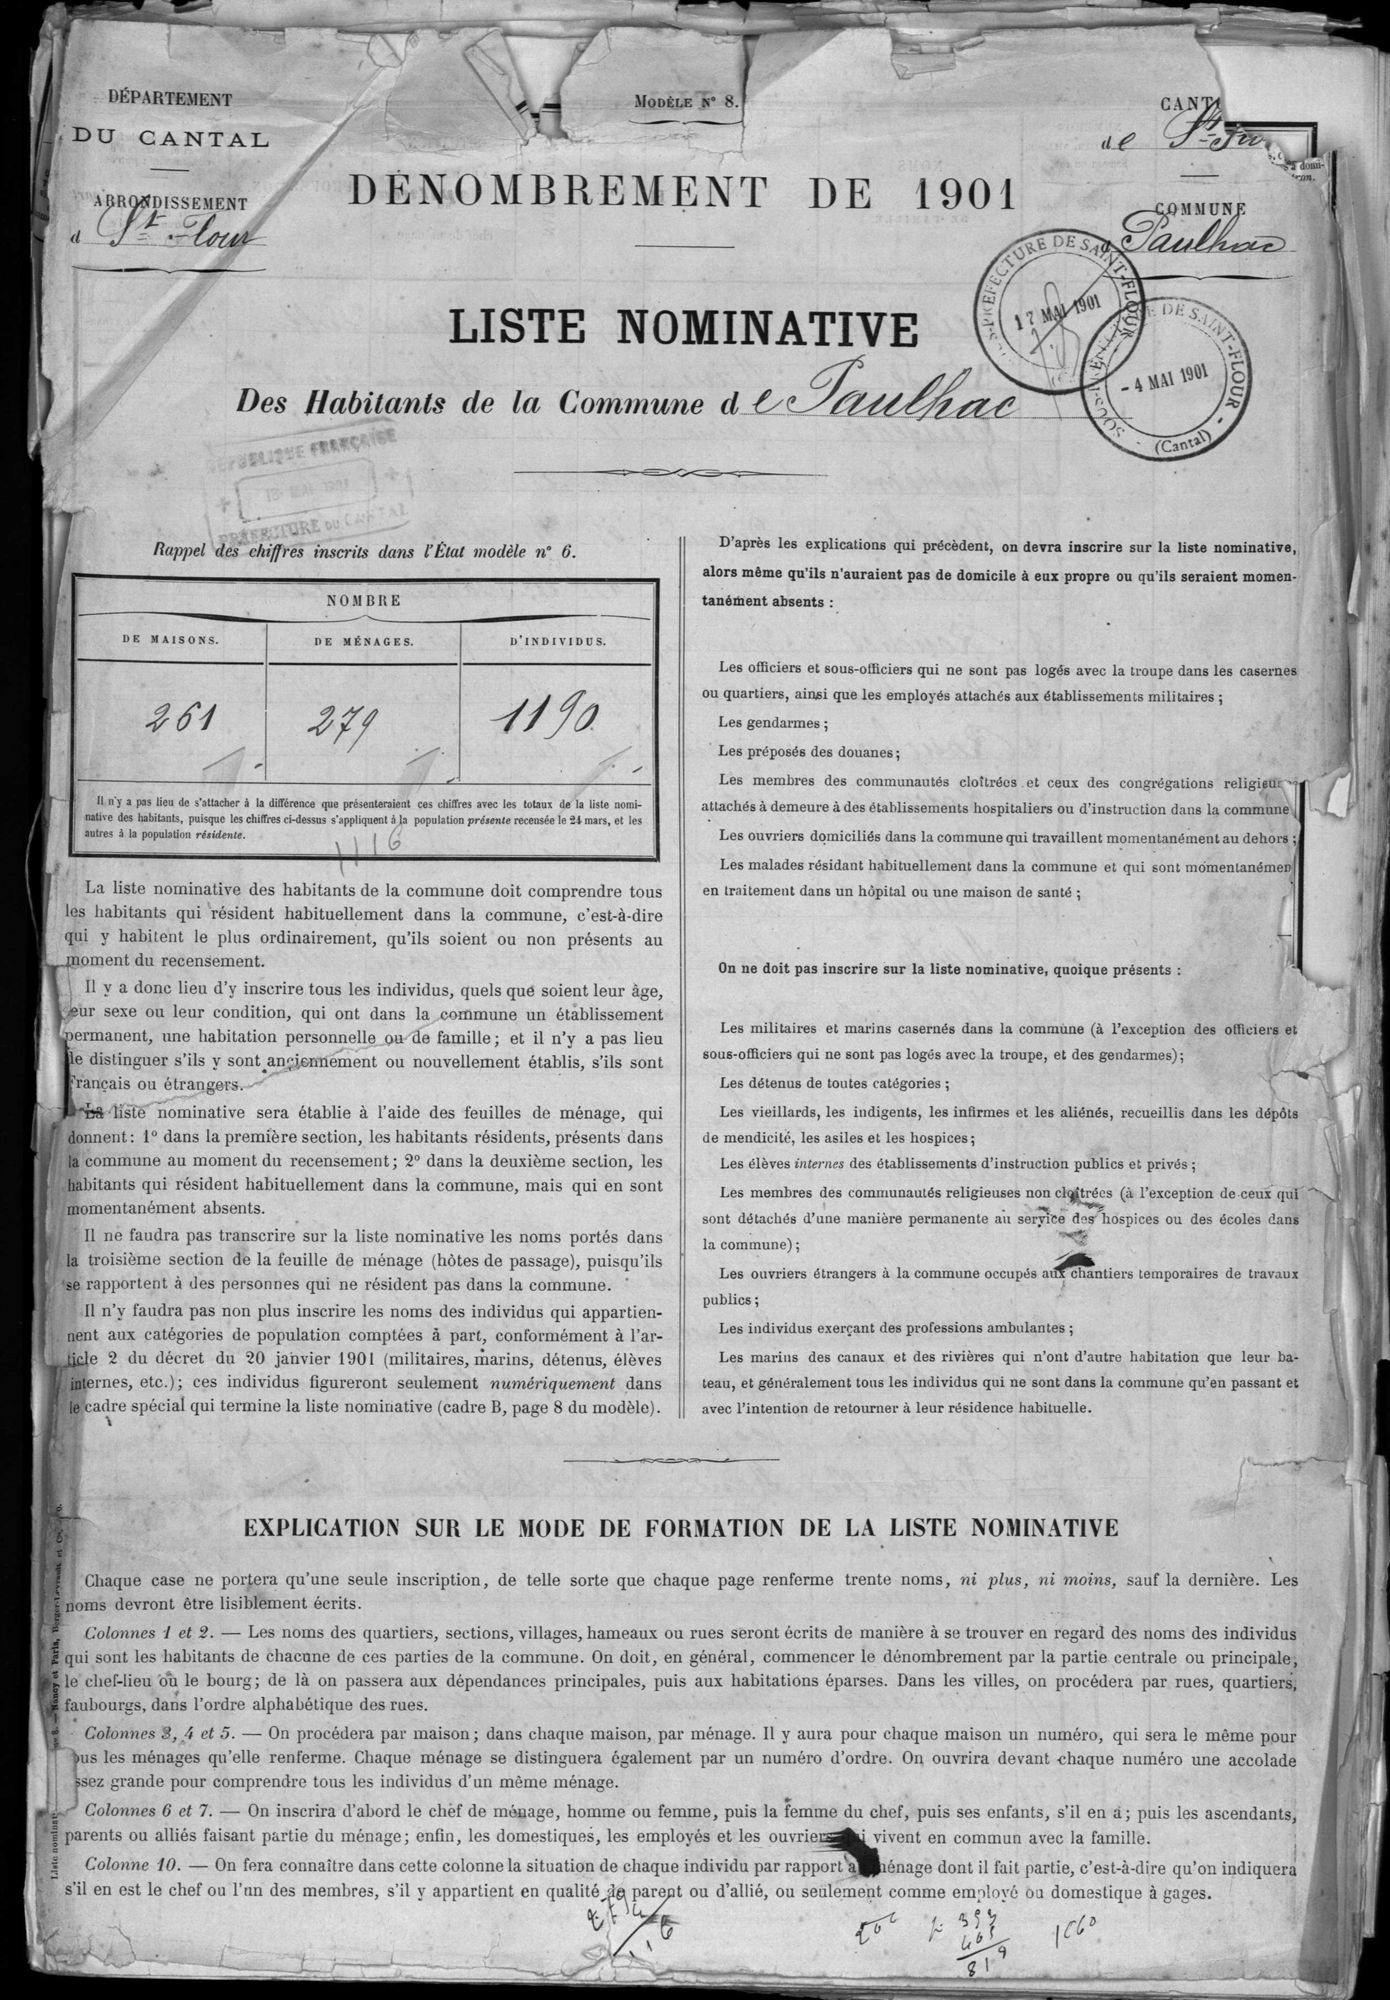 DÉPARTEMENT
DU CANTAL
ARRONDISSEMENT
d St Flour
MODÈLE N° 8.
CANT
de St
COMMUNE
de Paulhac
DÉNOMBREMENT DE 1901
SOUS-PRÉFECTURE DE SAINT-FLOUR
17 MAI 1901
SOUS-PRÉFECTURE DE SAINT-FLOUR
- 4 MAI 1901
(Cantal)
LISTE NOMINATIVE
Des Habitants de la Commune de Paulhac
RÉPUBLIQUE FRANÇAISE
18 MAI 1901
PRÉFECTURE DU CANTAL
Rappel des chiffres inscrits dans l'État modèle n° 6.
NOMBRE
DE MAISONS. DE MÉNAGES. D'INDIVIDUS.
261 279 1190
Il n'y a pas lieu de s'attacher à la différence que présenteraient ces chiffres avec les totaux de la liste nomi-
native des habitants, puisque les chiffres ci-dessus s'appliquent à la population présente recensée le 24 mars, et les
autres à la population résidente.
1116
La liste nominative des habitants de la commune doit comprendre tous
les habitants qui résident habituellement dans la commune, c'est-à-dire
qui y habitent le plus ordinairement, qu'ils soient ou non présents au
moment du recensement.
Il y a donc lieu d'y inscrire tous les individus, quels que soient leur âge,
leur sexe ou leur condition, qui ont dans la commune un établissement
permanent, une habitation personnelle ou de famille; et il n'y a pas lieu
de distinguer s'ils y sont anciennement ou nouvellement établis, s'ils sont
Français ou étrangers.
La liste nominative sera établie à l'aide des feuilles de ménage, qui
donnent: 1° dans la première section, les habitants résidents, présents dans
la commune au moment du recensement; 2° dans la deuxième section, les
habitants qui résident habituellement dans la commune, mais qui en sont
momentanément absents.
Il ne faudra pas transcrire sur la liste nominative les noms portés dans
la troisième section de la feuille de ménage (hôtes de passage), puisqu'ils
se rapportent à des personnes qui ne résident pas dans la commune.
Il n'y faudra pas non plus inscrire les noms des individus qui appartien-
nent aux catégories de population comptées à part, conformément à l'ar-
ticle 2 du décret du 20 janvier 1901 (militaires, marins, détenus, élèves
internes, etc.); ces individus figureront seulement numériquement dans
le cadre spécial qui termine la liste nominative (cadre B, page 8 du modèle).
D'après les explications qui précèdent, on devra inscrire sur la liste nominative,
alors même qu'ils n'auraient pas de domicile à eux propre ou qu'ils seraient momen-
tanément absents :
Les officiers et sous-officiers qui ne sont pas logés avec la troupe dans les casernes
ou quartiers, ainsi que les employés attachés aux établissements militaires;
Les gendarmes;
Les préposés des douanes;
Les membres des communautés cloîtrées et ceux des congrégations religieu
attachés à demeure à des établissements hospitaliers ou d'instruction dans la commune
Les ouvriers domiciliés dans la commune qui travaillent momentanément au dehors;
Les malades résidant habituellement dans la commune et qui sont momentanémen
en traitement dans un hôpital ou une maison de santé;
On ne doit pas inscrire sur la liste nominative, quoique présents :
Les militaires et marins casernés dans la commune (à l'exception des officiers et
sous-officiers qui ne sont pas logés avec la troupe, et des gendarmes);
Les détenus de toutes catégories;
Les vieillards, les indigents, les infirmes et les aliénés, recueillis dans les dépôts
de mendicité, les asiles et les hospices;
Les élèves internes des établissements d'instruction publics et privés;
Les membres des communautés religieuses non cloîtrées (à l'exception de ceux qui
sont détachés d'une manière permanente au service des hospices ou des écoles dans
la commune);
Les ouvriers étrangers à la commune occupés aux chantiers temporaires de travaux
publics;
Les individus exerçant des professions ambulantes;
Les marins des canaux et des rivières qui n'ont d'autre habitation que leur ba-
teau, et généralement tous les individus qui ne sont dans la commune qu'en passant et
avec l'intention de retourner à leur résidence habituelle.
EXPLICATION SUR LE MODE DE FORMATION DE LA LISTE NOMINATIVE
Chaque case ne portera qu'une seule inscription, de telle sorte que chaque page renferme trente noms, ni plus, ni moins, sauf la dernière. Les
noms devront être lisiblement écrits.
Colonnes 1 et 2. — Les noms des quartiers, sections, villages, hameaux ou rues seront écrits de manière à se trouver en regard des noms des individus
qui sont les habitants de chacune de ces parties de la commune. On doit, en général, commencer le dénombrement par la partie centrale ou principale,
le chef-lieu ou le bourg; de là on passera aux dépendances principales, puis aux habitations éparses. Dans les villes, on procédera par rues, quartiers,
faubourgs, dans l'ordre alphabétique des rues.
Colonnes 3, 4 et 5. — On procédera par maison; dans chaque maison, par ménage. Il y aura pour chaque maison un numéro, qui sera le même pour
ous les ménages qu'elle renferme. Chaque ménage se distinguera également par un numéro d'ordre. On ouvrira devant chaque numéro une accolade
ssez grande pour comprendre tous les individus d'un même ménage.
Colonnes 6 et 7. — On inscrira d'abord le chef de ménage, homme ou femme, puis la femme du chef, puis ses enfants, s'il en a; puis les ascendants,
parents ou alliés faisant partie du ménage; enfin, les domestiques, les employés et les ouvriers qui vivent en commun avec la famille.
Colonne 10. — On fera connaître dans cette colonne la situation de chaque individu par rapport a ménage dont il fait partie, c'est-à-dire qu'on indiquera
s'il en est le chef ou l'un des membres, s'il y appartient en qualité de parent ou d'allié, ou seulement comme employé ou domestique à gages.
819